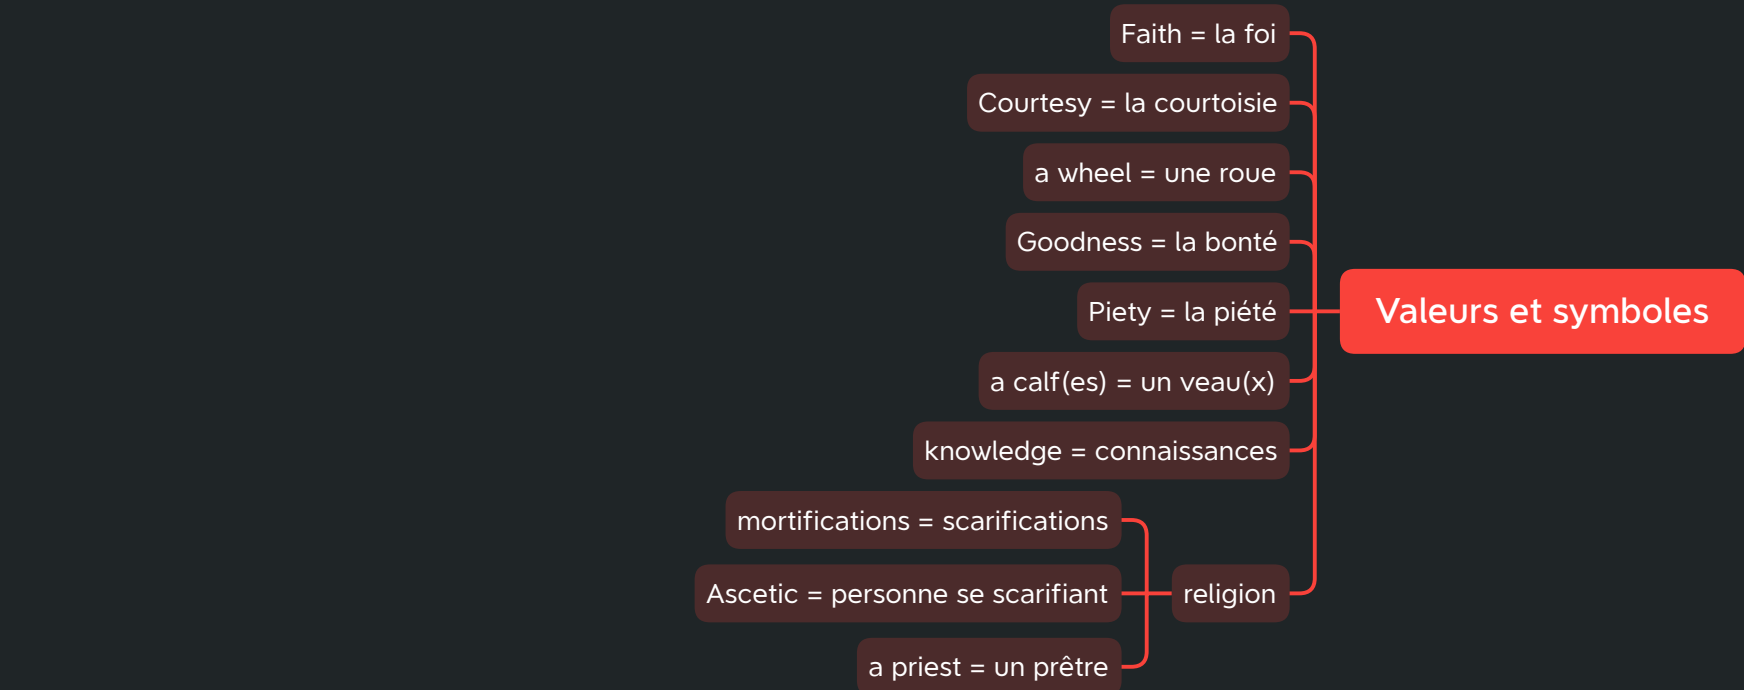 Faith = la foi
Courtesy = la courtoisie
a wheel = une roue
Goodness = la bonté
Piety = la piété
Valeurs et symboles
a calf(es) = un veau(x)
knowledge = connaissances
mortifications = scarifications
Ascetic = personne se scarifiant
religion
a priest = un prêtre